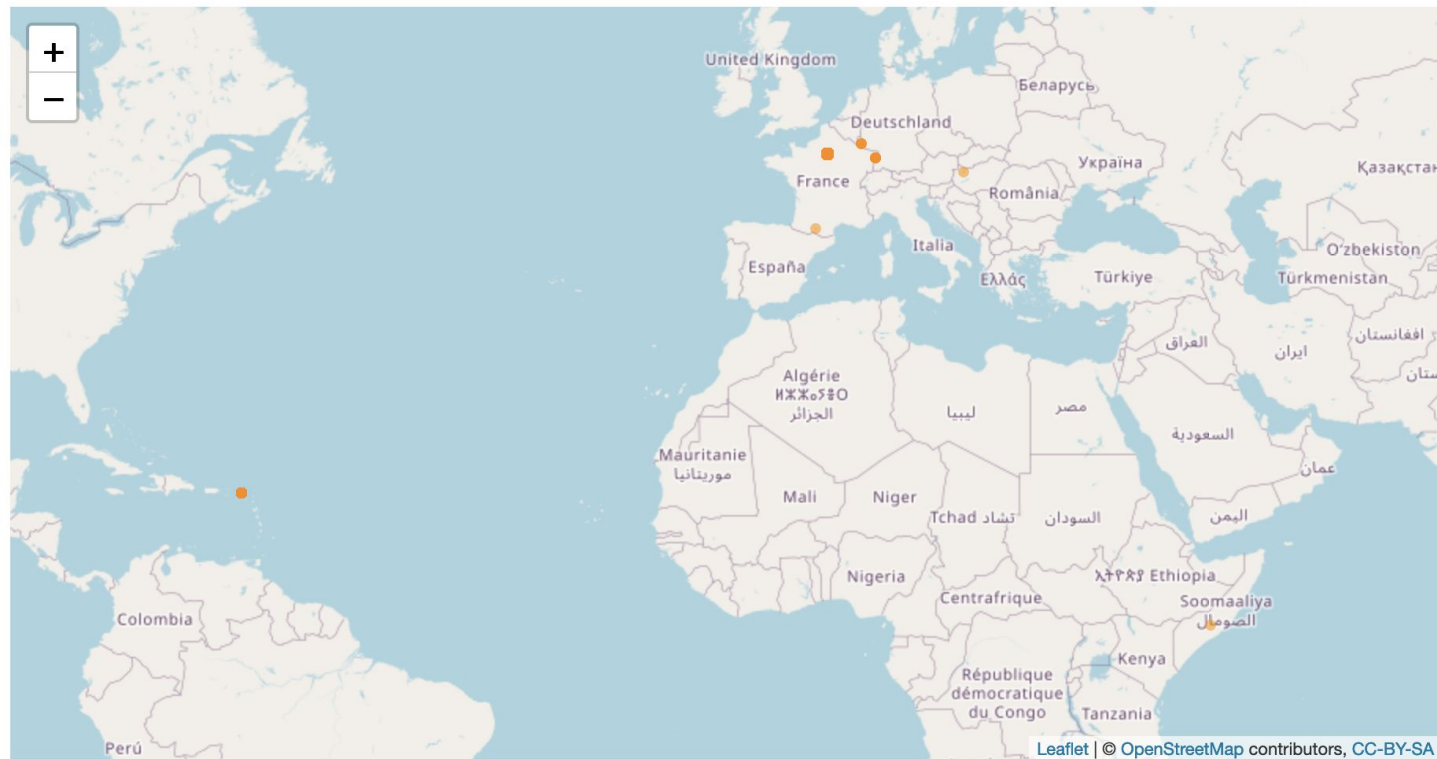 +
−
United Kingdom
Беларусь
Deutschland
France
Україна
Қазақстан
România
Italia
España
Ελλάς
Türkiye
O‘zbekiston
Türkmenistan
افغانستان
العراق
ایران
Algérie
ⵍⵣⵣⴰⵢⴻⵔ
الجزائر
ليبيا
مصر
السعودية
عمان
Mauritanie
موريتانيا
Mali
Niger
Tchad تشاد
السودان
اليمن
Nigeria
Centrafrique
Ethiopia
Soomaaliya
الصومال
Colombia
Kenya
République
démocratique
du Congo
Tanzania
Perú
Leaflet | © OpenStreetMap contributors, CC-BY-SA